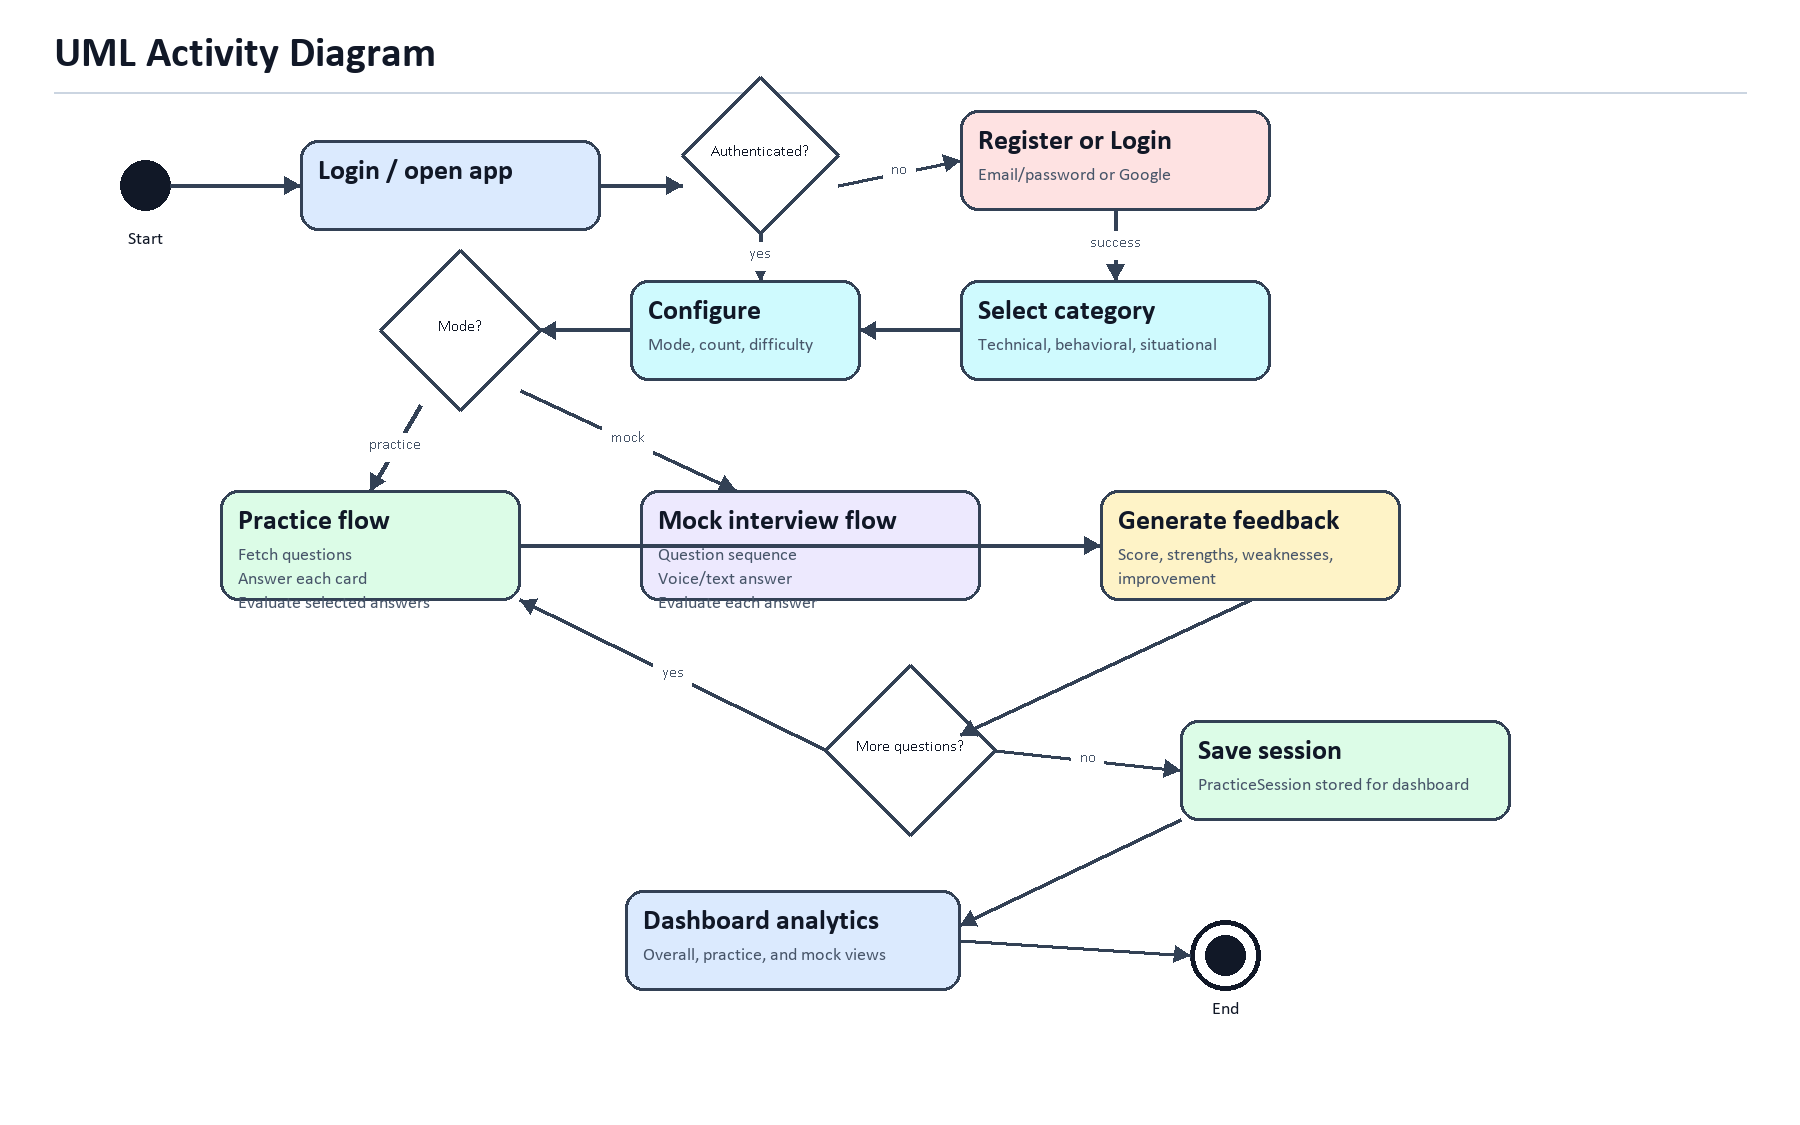 UML Activity Diagram
Authenticated?
Register or Login
Email/password or Google
no
Login / open app
Start
success
yes
Mode?
Configure
Mode, count, difficulty
Select category
Technical, behavioral, situational
practice
mock
Practice flow
Fetch questions
Answer each card
Evaluate selected answers
Mock interview flow
Question sequence
Voice/text answer
Evaluate each answer
Generate feedback
Score, strengths, weaknesses,
improvement
yes
More questions?
no
Save session
PracticeSession stored for dashboard
Dashboard analytics
Overall, practice, and mock views
End